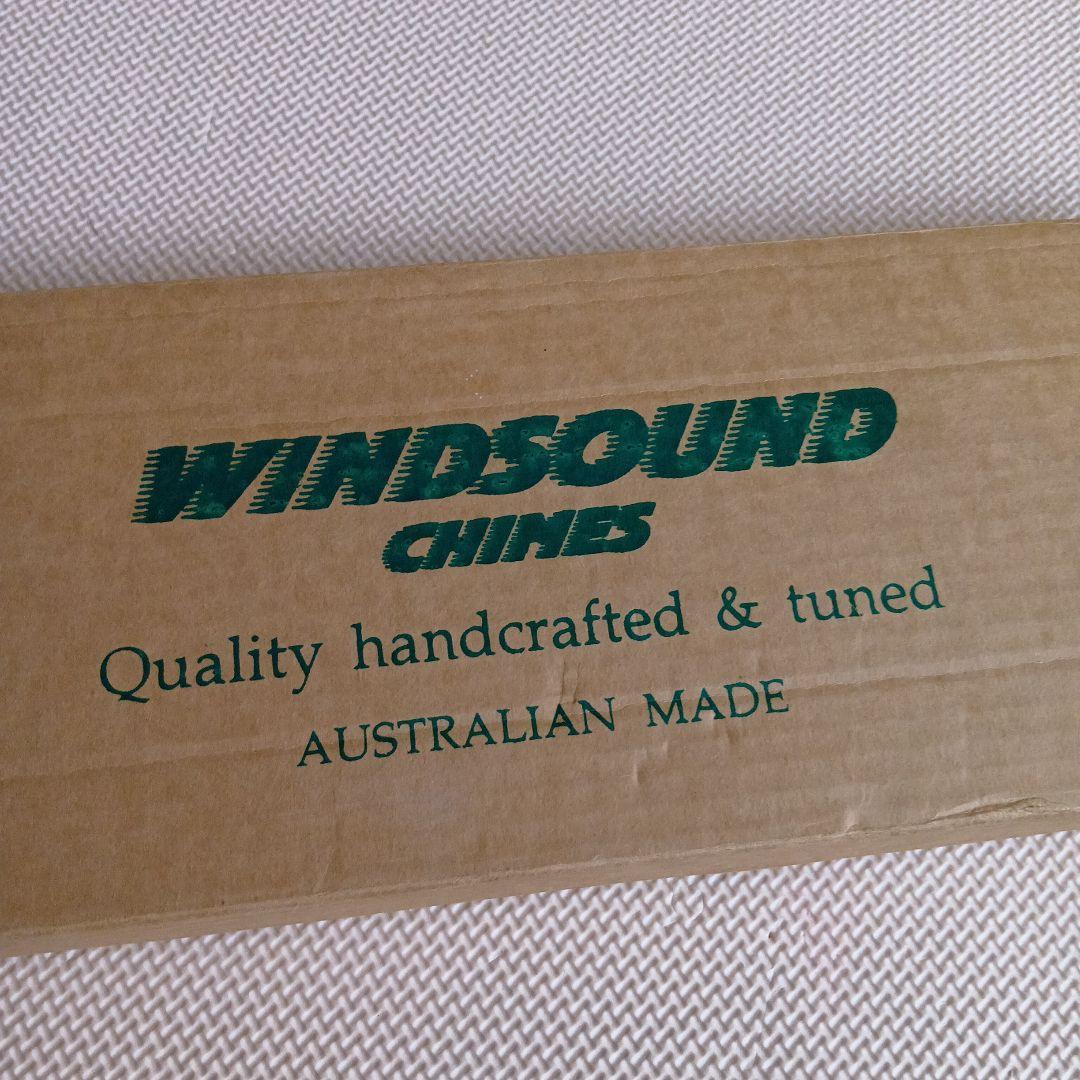 WINDSOUND
CHIMES
Quality handcrafted & tuned
AUSTRALIAN MADE